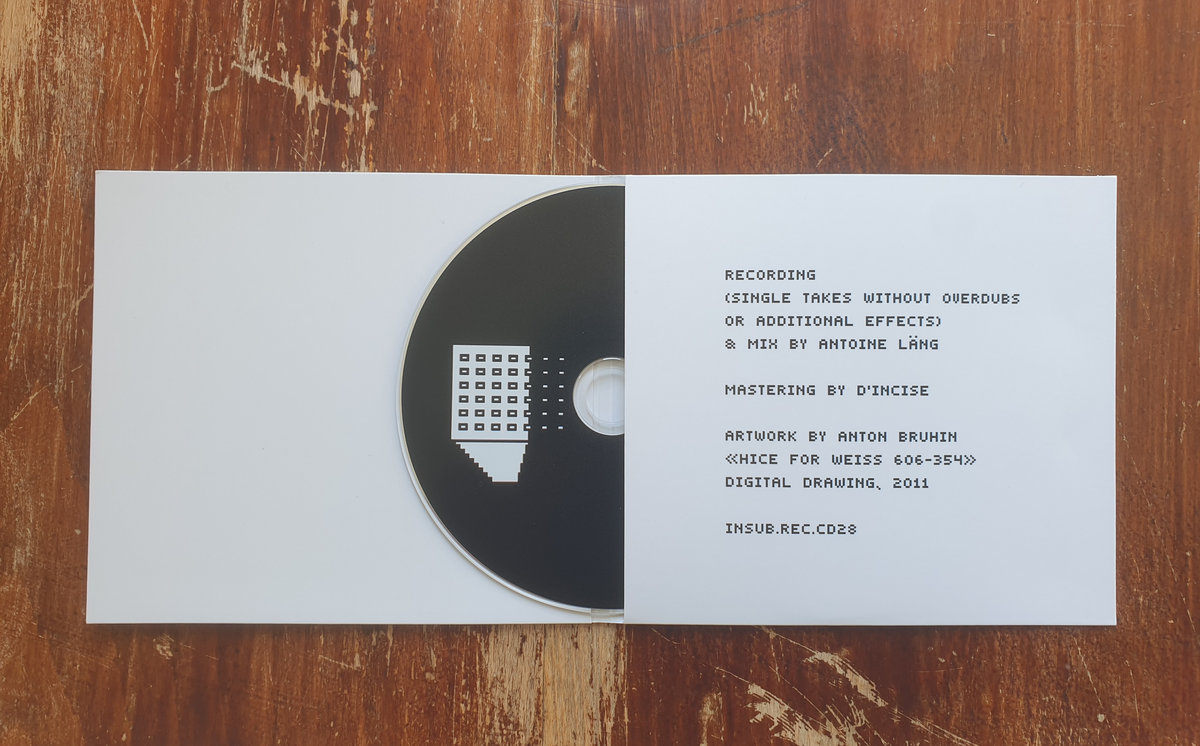 RECORDING
(SINGLE TAKES WITHOUT OVERDUBS
OR ADDITIONAL EFFECTS)
& MIX BY ANTOINE LÄNG
MASTERING BY D'INCISE
ARTWORK BY ANTON BRUHIN
«HICE FOR WEISS 606-354»
DIGITAL DRAWING, 2011
INSUB.REC.CD28